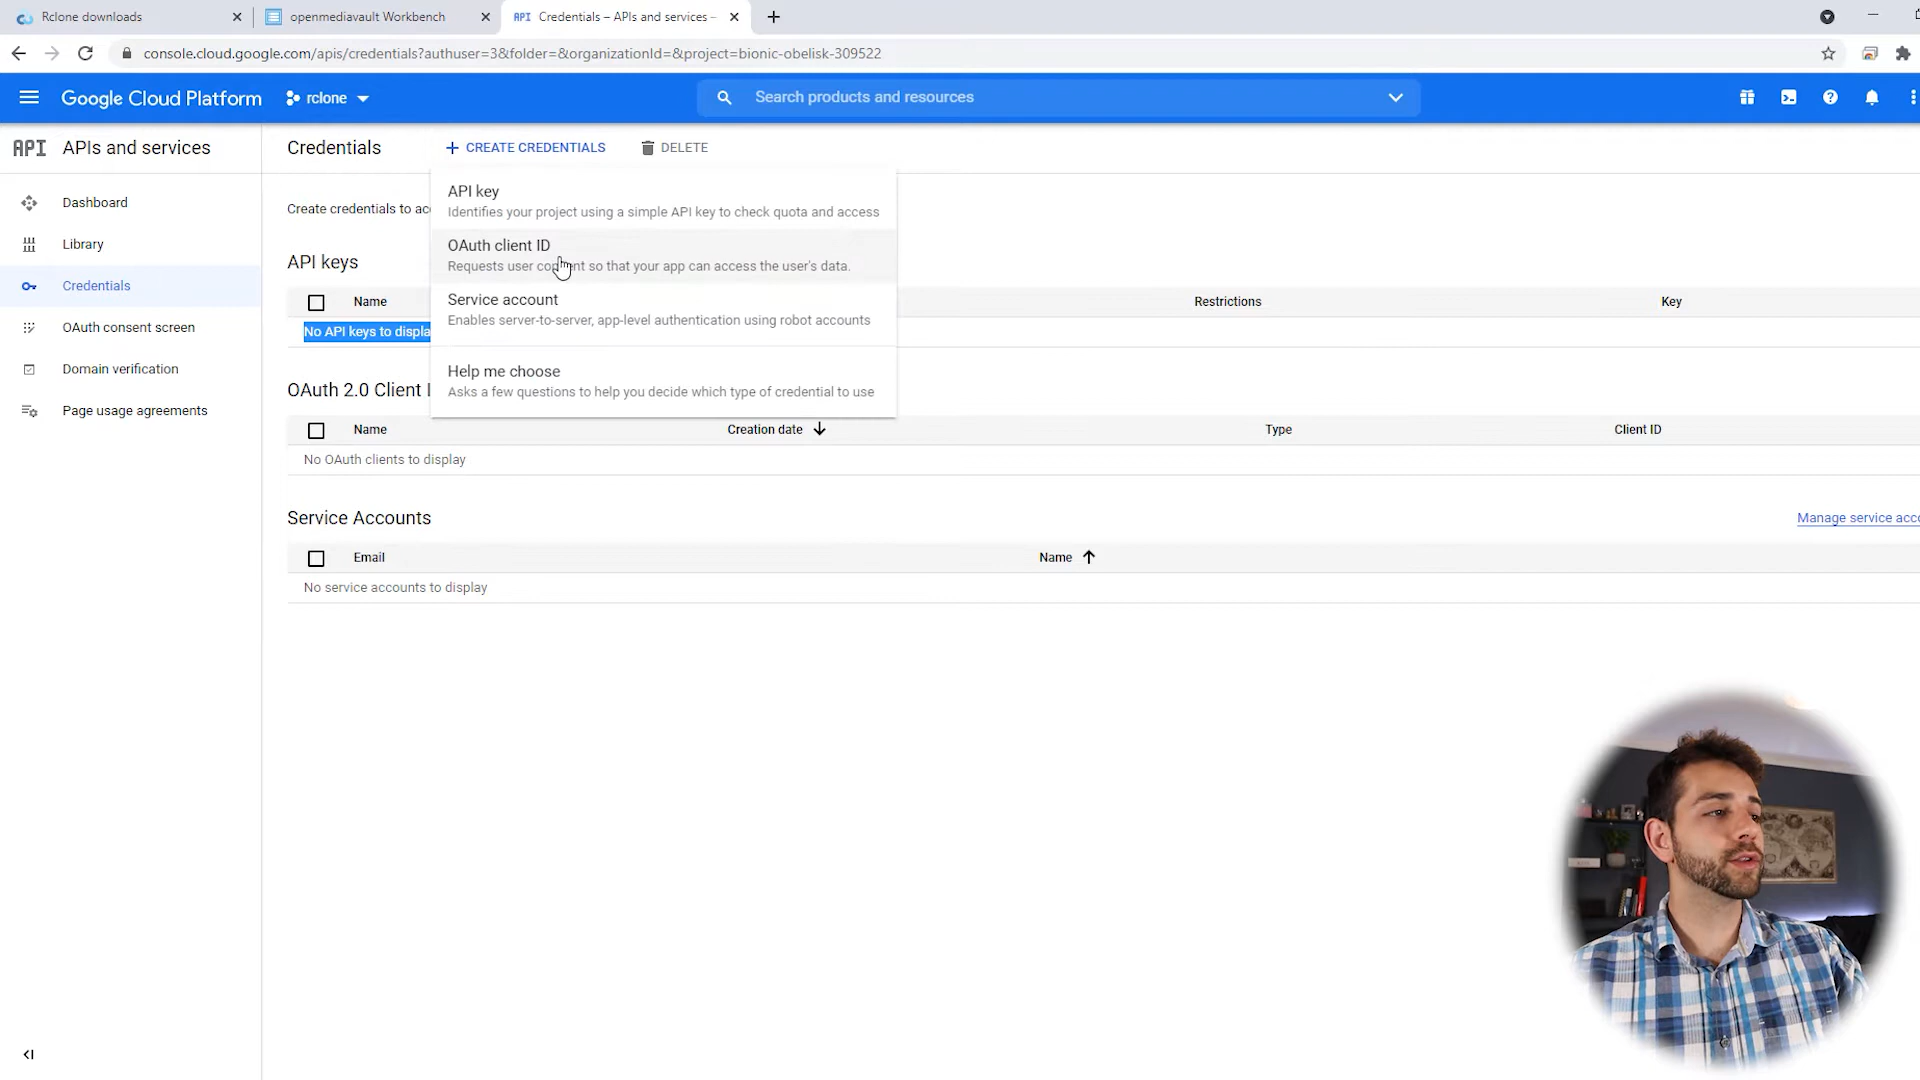 Rclone downloads
openmediavault Workbench
API Credentials – APIs and services –
console.cloud.google.com/apis/credentials?authuser=3&folder=&organizationId=&project=bionic-obelisk-309522
Google Cloud Platform
rclone
Search products and resources
API APIs and services
Credentials
CREATE CREDENTIALS
DELETE
Dashboard
Library
Credentials
OAuth consent screen
Domain verification
Page usage agreements
Create credentials to ac
API key
Identifies your project using a simple API key to check quota and access
OAuth client ID
Requests user so that your app can access the user's data.
Service account
Enables server-to-server, app-level authentication using robot accounts
Help me choose
Asks a few questions to help you decide which type of credential to use
API keys
Name
Restrictions
Key
No API keys to displa
OAuth 2.0 Client I
Name
Creation date
Type
Client ID
No OAuth clients to display
Service Accounts
Manage service acco
Email
Name
No service accounts to display